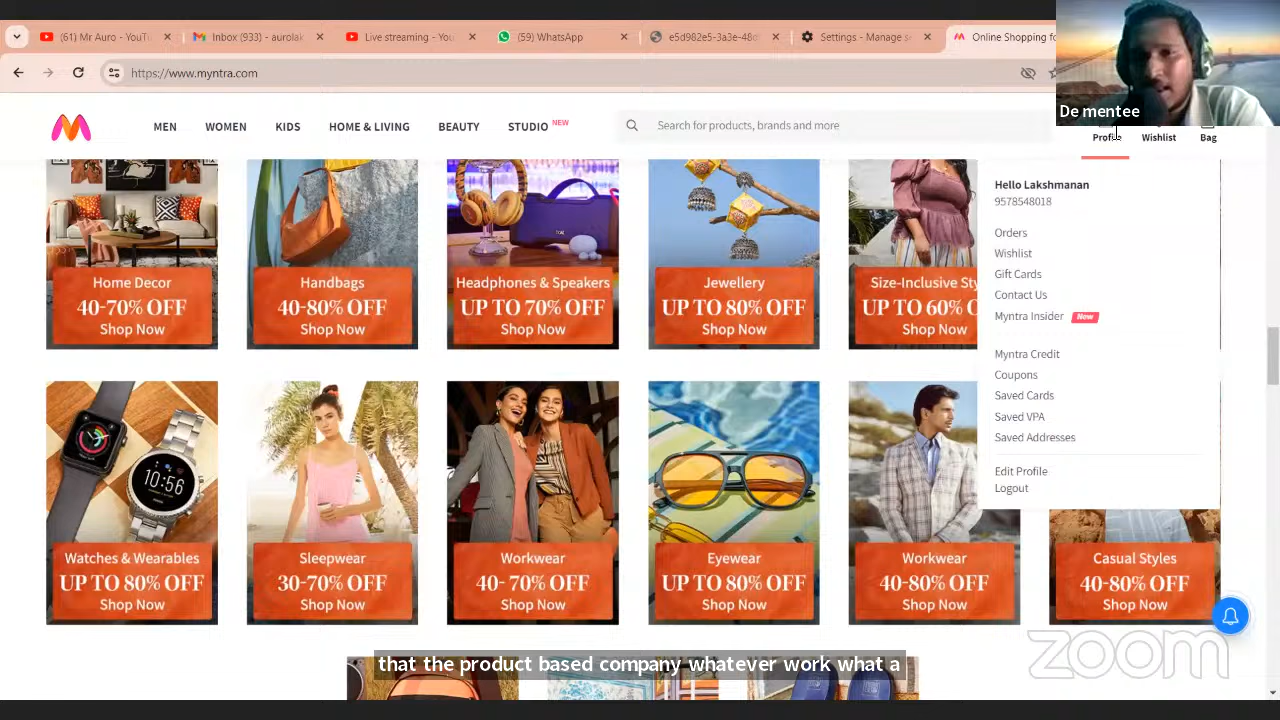 (61) Mr Auro - YouTu
Inbox (933) - aurolak
Live streaming - You
(59) WhatsApp
e5d982e5-3a3e-48d
Settings - Manage se
Online Shopping fo
https://www.myntra.com
De mentee
MEN
WOMEN
KIDS
HOME & LIVING
BEAUTY
STUDIO NEW
Search for products, brands and more
Profile
Wishlist
Bag
Hello Lakshmanan
9578548018
Orders
Wishlist
Gift Cards
Contact Us
Myntra Insider New
Myntra Credit
Coupons
Saved Cards
Saved VPA
Saved Addresses
Edit Profile
Logout
Home Decor
40-70% OFF
Shop Now
Handbags
40-80% OFF
Shop Now
Headphones & Speakers
UP TO 70% OFF
Shop Now
Jewellery
UP TO 80% OFF
Shop Now
Size-Inclusive Sty
UP TO 60% O
Shop Now
10:56
Watches & Wearables
UP TO 80% OFF
Shop Now
Sleepwear
30-70% OFF
Shop Now
Workwear
40- 70% OFF
Shop Now
Eyewear
UP TO 80% OFF
Shop Now
Workwear
40-80% OFF
Shop Now
Casual Styles
40-80% OFF
Shop Now
that the product based company whatever work what a
zoom